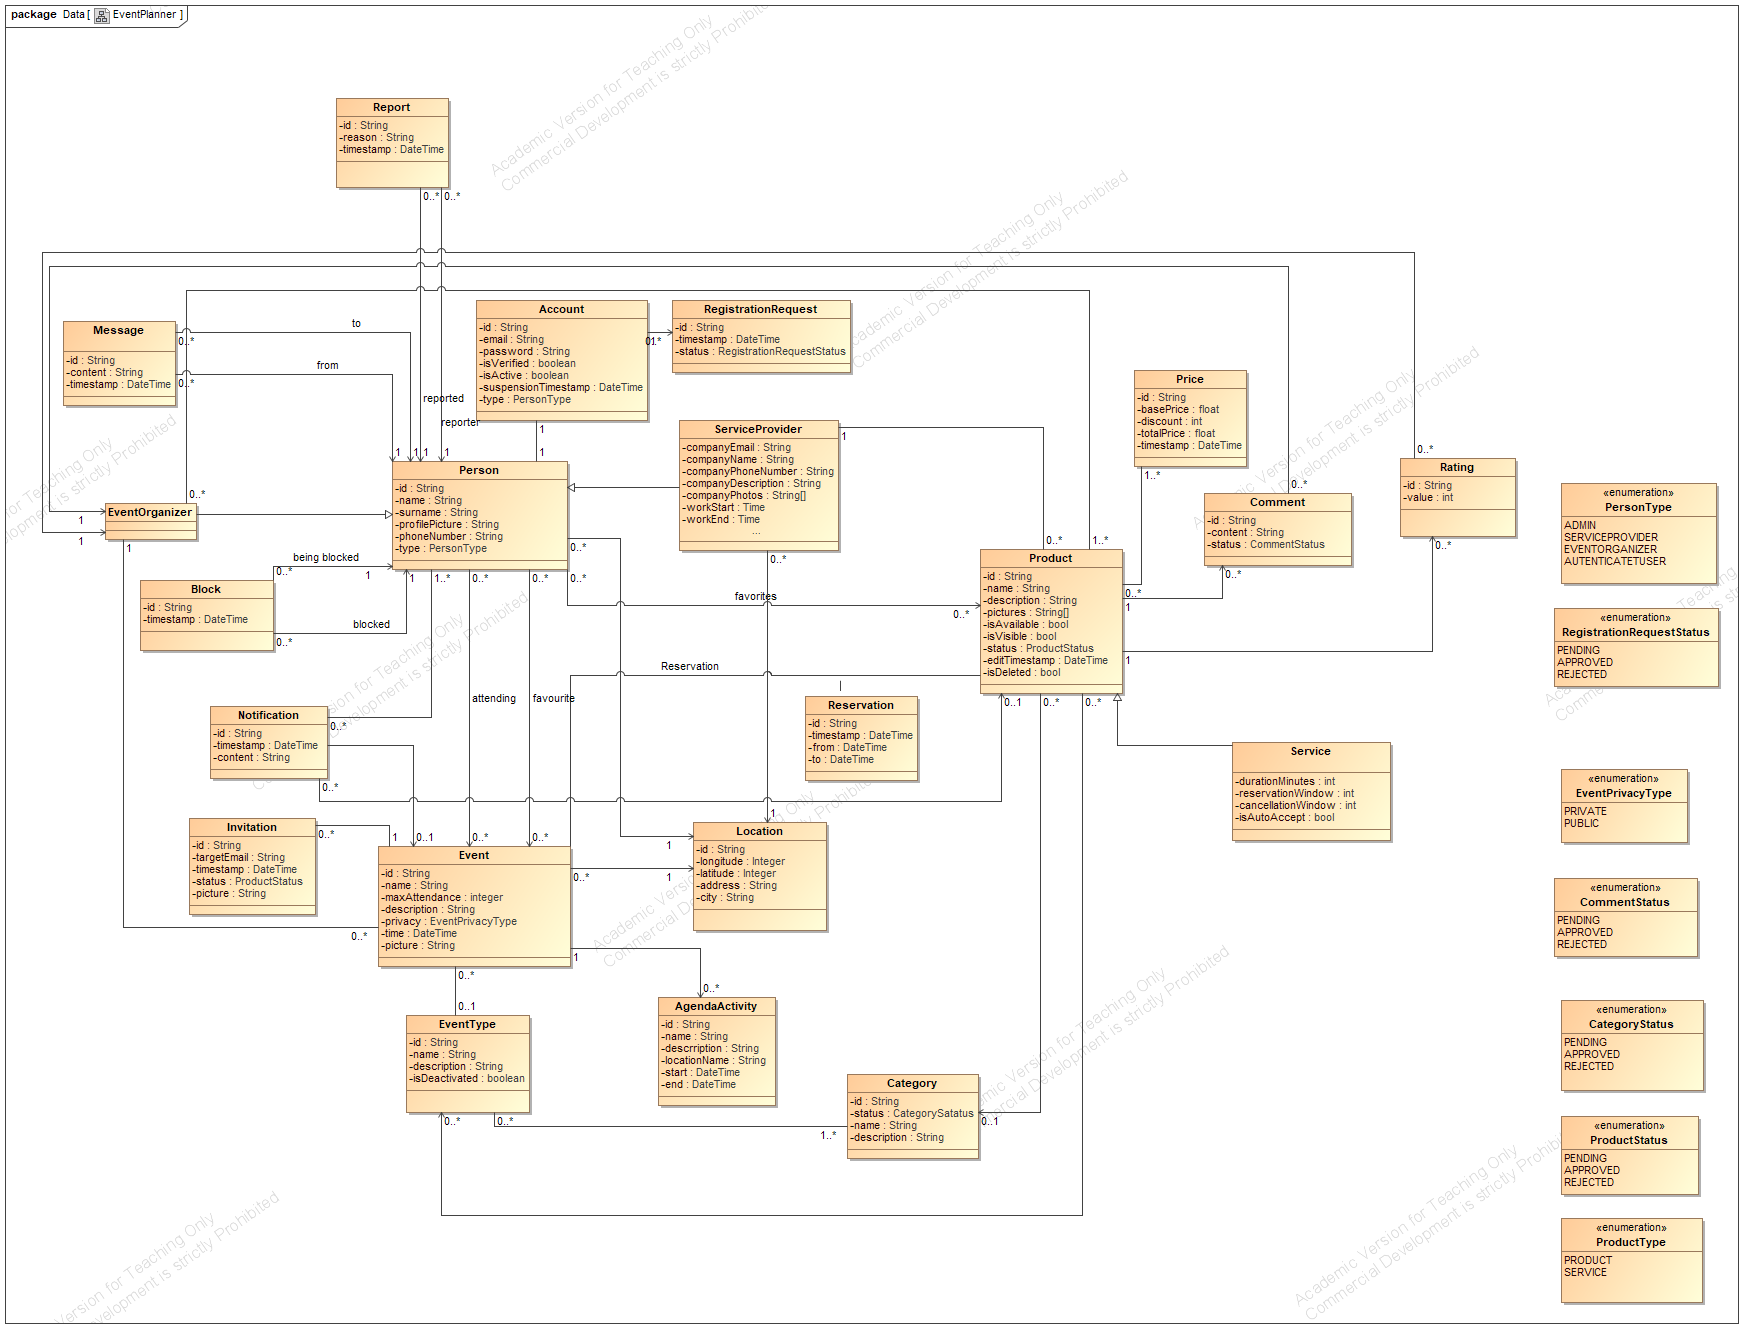 package Data [ EventPlanner ]
Academic Version for Teaching Only
Commercial Development is strictly Prohibited
Report
-id : String
-reason : String
-timestamp : DateTime
0..*
0..*
Message
-id : String
-content : String
-timestamp : DateTime
0..*
0..*
to
from
Account
-id : String
-email : String
-password : String
-isVerified : boolean
-isActive : boolean
-suspensionTimestamp : DateTime
-type : PersonType
RegistrationRequest
-id : String
-timestamp : DateTime
-status : RegistrationRequestStatus
reported
reporter
1
1
1
1
1
1
1
Person
-id : String
-name : String
-surname : String
-profilePicture : String
-phoneNumber : String
-type : PersonType
ServiceProvider
-companyEmail : String
-companyName : String
-companyPhoneNumber : String
-companyDescription : String
-companyPhotos : String[]
-workStart : Time
-workEnd : Time
...
1
0..*
Price
-id : String
-basePrice : float
-discount : int
-totalPrice : float
-timestamp : DateTime
1..*
Comment
-id : String
-content : String
-status : CommentStatus
0..*
0..*
Rating
-id : String
-value : int
0..*
0..*
EventOrganizer
0..*
1
1
1
Block
-id : String
-timestamp : DateTime
being blocked
0..*
1
blocked
0..*
1
1..*
0..*
0..*
0..*
0..*
favorites
0..*
attending
favourite
Reservation
Product
-id : String
-name : String
-description : String
-pictures : String[]
-isAvailable : bool
-isVisible : bool
-status : ProductStatus
-editTimestamp : DateTime
-isDeleted : bool
0..*
1..*
0..*
1
1
0..1
0..*
0..*
Notification
-id : String
-timestamp : DateTime
-content : String
0..*
0..*
Reservation
-id : String
-timestamp : DateTime
-from : DateTime
-to : DateTime
Service
-durationMinutes : int
-reservationWindow : int
-cancellationWindow : int
-isAutoAccept : bool
Invitation
-id : String
-targetEmail : String
-timestamp : DateTime
-status : ProductStatus
-picture : String
0..*
1
0..1
0..*
0..*
Event
-id : String
-name : String
-maxAttendance : integer
-description : String
-privacy : EventPrivacyType
-time : DateTime
-picture : String
0..*
0..*
1
0..*
Location
-id : String
-longitude : Integer
-latitude : Integer
-address : String
-city : String
1
1
1
AgendaActivity
-id : String
-name : String
-descrription : String
-locationName : String
-start : DateTime
-end : DateTime
0..*
0..1
EventType
-id : String
-name : String
-description : String
-isDeactivated : boolean
0..*
0..*
Category
-id : String
-status : CategorySatatus
-name : String
-description : String
0..1
1..*
«enumeration»
PersonType
ADMIN
SERVICEPROVIDER
EVENTORGANIZER
AUTENTICATETUSER
«enumeration»
RegistrationRequestStatus
PENDING
APPROVED
REJECTED
«enumeration»
EventPrivacyType
PRIVATE
PUBLIC
«enumeration»
CommentStatus
PENDING
APPROVED
REJECTED
«enumeration»
CategoryStatus
PENDING
APPROVED
REJECTED
«enumeration»
ProductStatus
PENDING
APPROVED
REJECTED
«enumeration»
ProductType
PRODUCT
SERVICE